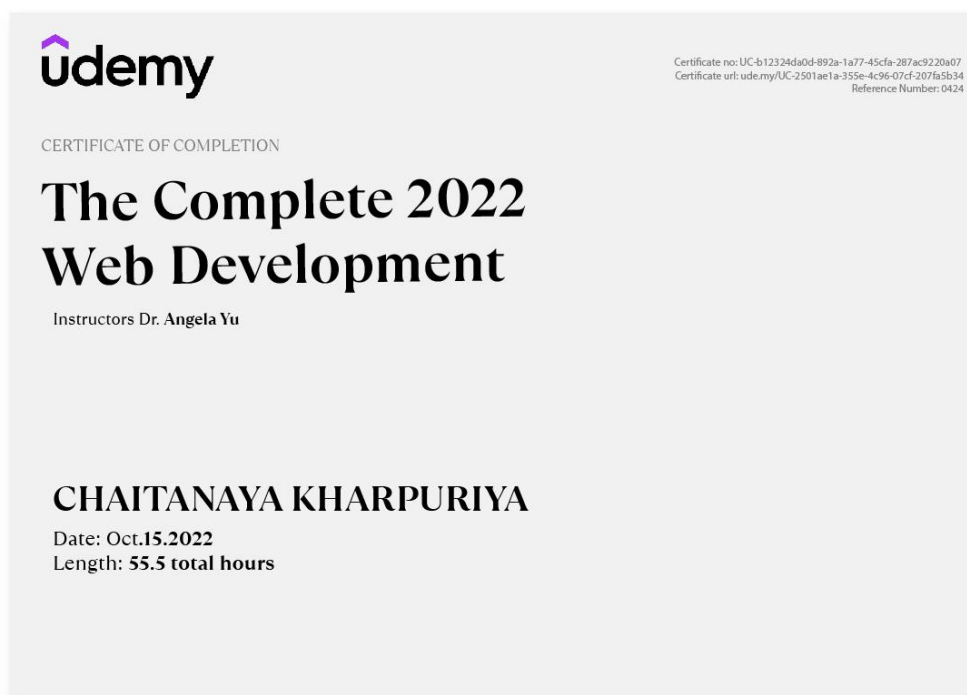 udemy
Certificate no: UC-b12324da0d-892a-1a77-45cfa-287ac9220a07
Certificate url: ude.my/UC-2501ae1a-355e-4c96-07cf-207fa5b34
Reference Number: 0424
CERTIFICATE OF COMPLETION
The Complete 2022
Web Development
Instructors Dr. Angela Yu
CHAITANAYA KHARPURIYA
Date: Oct.15.2022
Length: 55.5 total hours